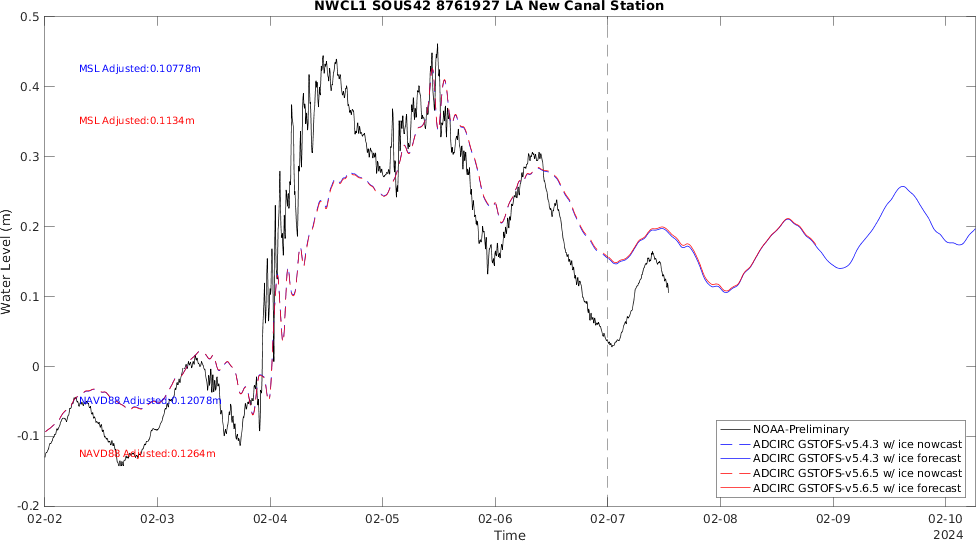 NWCL1 SOUS42 8761927 LA New Canal Station
0.5
0.4
0.3
0.2
0.1
0
-0.1
-0.2
Water Level (m)
MSL Adjusted:0.10778m
MSL Adjusted:0.1134m
NAVD88 Adjusted:0.12078m
NAVD88 Adjusted:0.1264m
NOAA-Preliminary
ADCIRC GSTOFS-v5.4.3 w/ ice nowcast
ADCIRC GSTOFS-v5.4.3 w/ ice forecast
ADCIRC GSTOFS-v5.6.5 w/ ice nowcast
ADCIRC GSTOFS-v5.6.5 w/ ice forecast
02-02 02-03 02-04 02-05 02-06 02-07 02-08 02-09 02-10
2024
Time